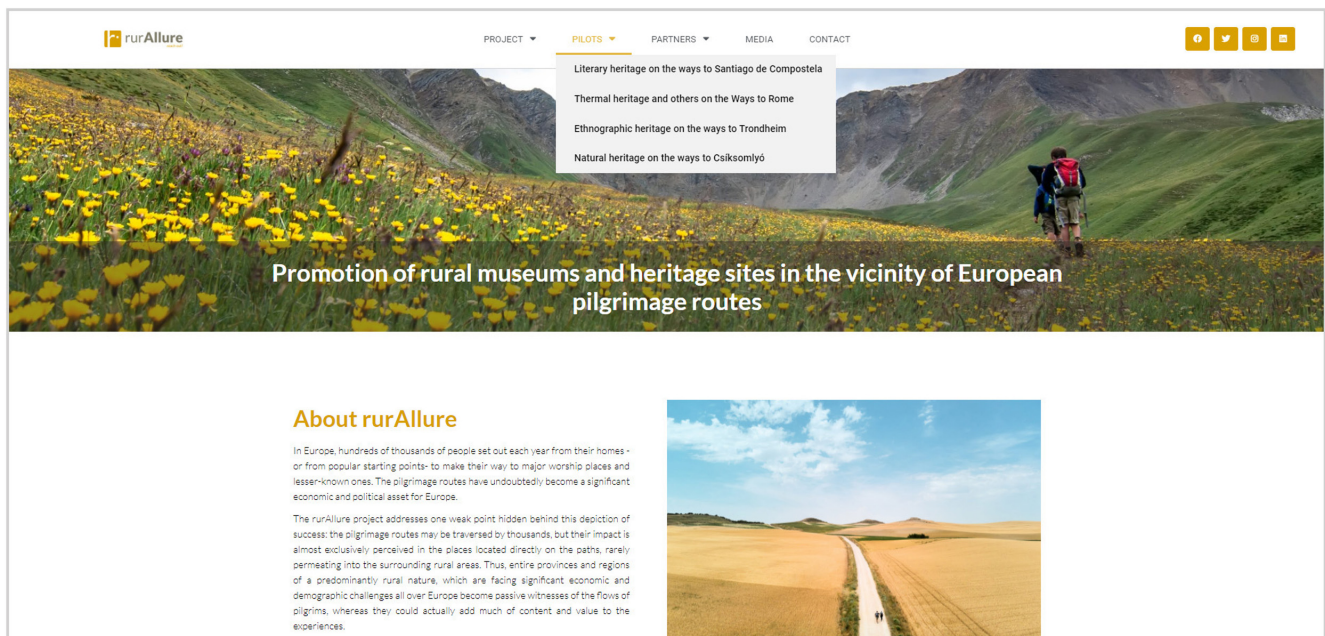 rurAllure
PROJECT
PILOTS
PARTNERS
MEDIA
CONTACT
Literary heritage on the ways to Santiago de Compostela
Thermal heritage and others on the Ways to Rome
Ethnographic heritage on the ways to Trondheim
Natural heritage on the ways to Csíksomlyó
Promotion of rural museums and heritage sites in the vicinity of European
pilgrimage routes
About rurAllure
In Europe, hundreds of thousands of people set out each year from their homes -
or from popular starting points- to make their way to major worship places and
lesser-known ones. The pilgrimage routes have undoubtedly become a significant
economic and political asset for Europe.
The rurAllure project addresses one weak point hidden behind this depiction of
success: the pilgrimage routes may be traversed by thousands, but their impact is
almost exclusively perceived in the places located directly on the paths, rarely
permeating into the surrounding rural areas. Thus, entire provinces and regions
of a predominantly rural nature, which are facing significant economic and
demographic challenges all over Europe become passive witnesses of the flows of
pilgrims, whereas they could actually add much of content and value to the
experiences.